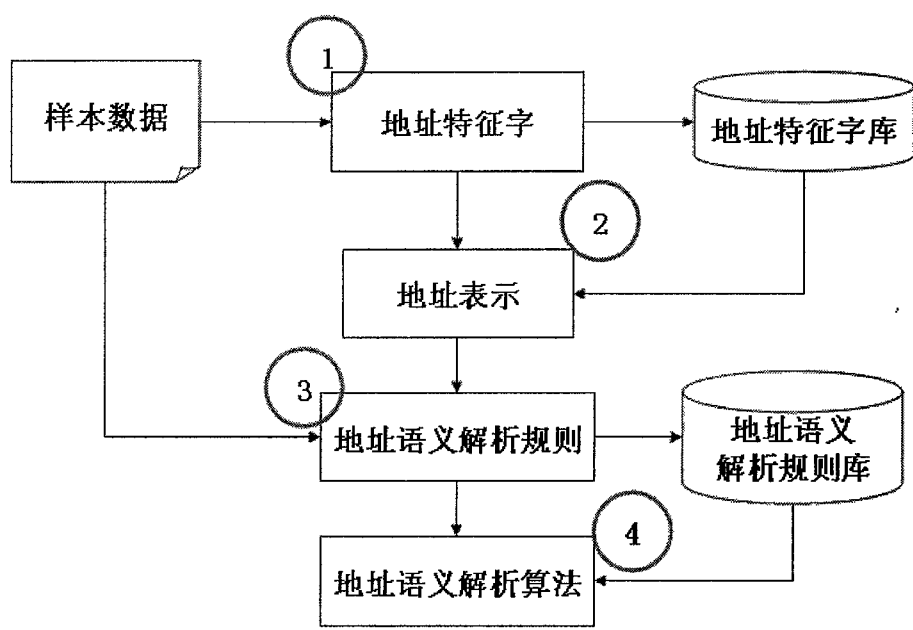 1
样本数据
地址特征字
地址特征字库
2
地址表示
3
地址语义解析规则
地址语义
解析规则库
4
地址语义解析算法